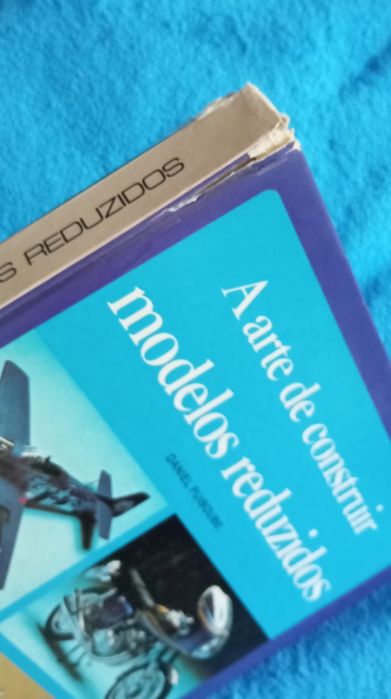 S REDUZIDOS
A arte de construir
modelos reduzidos
DANIEL PUIBOUBE